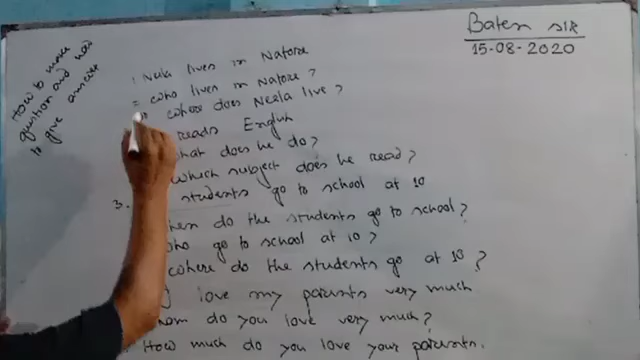 Baten sir
15-08-2020
How to make
question and how
to give answer
1. Neela lives in Natore
= Who lives in Natore?
Where does Neela live?
reads English
What does he do?
Which subject does he read?
3. students go to school at 10
When do the students go to school?
Who go to school at 10?
Where do the students go at 10?
I love my parents very much
Whom do you love very much?
How much do you love your parents.